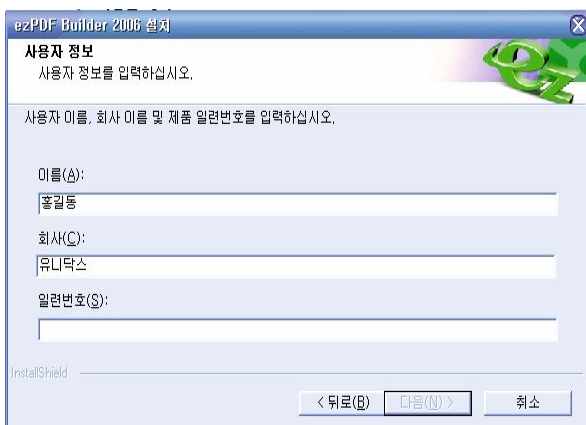 ezPDF Builder 2006 설치
사용자 정보
사용자 정보를 입력하십시오.
ez
사용자 이름, 회사 이름 및 제품 일련번호를 입력하십시오.
이름(A):
홍길동
회사(C):
유니닥스
일련번호(S):
InstallShield
< 뒤로(B)
다음(N) >
취소